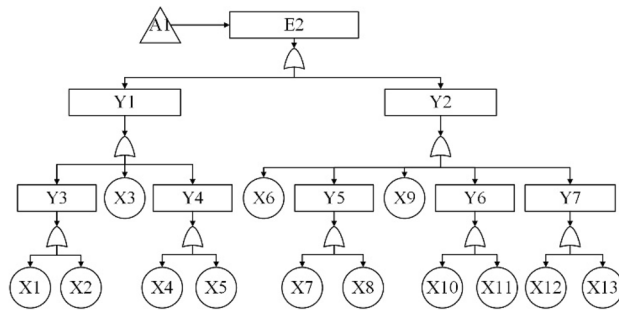 A1 E2
Y1 Y2
Y3 X3 Y4 X6 Y5 X9 Y6 Y7
X1 X2 X4 X5 X7 X8 X10 X11 X12 X13